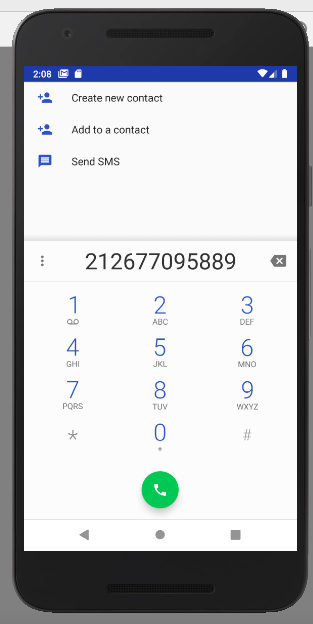 2:08
Create new contact
Add to a contact
Send SMS
212677095889
1 2 3
ABC DEF
4 5 6
GHI JKL MNO
7 8 9
PQRS TUV WXYZ
* 0 #
+